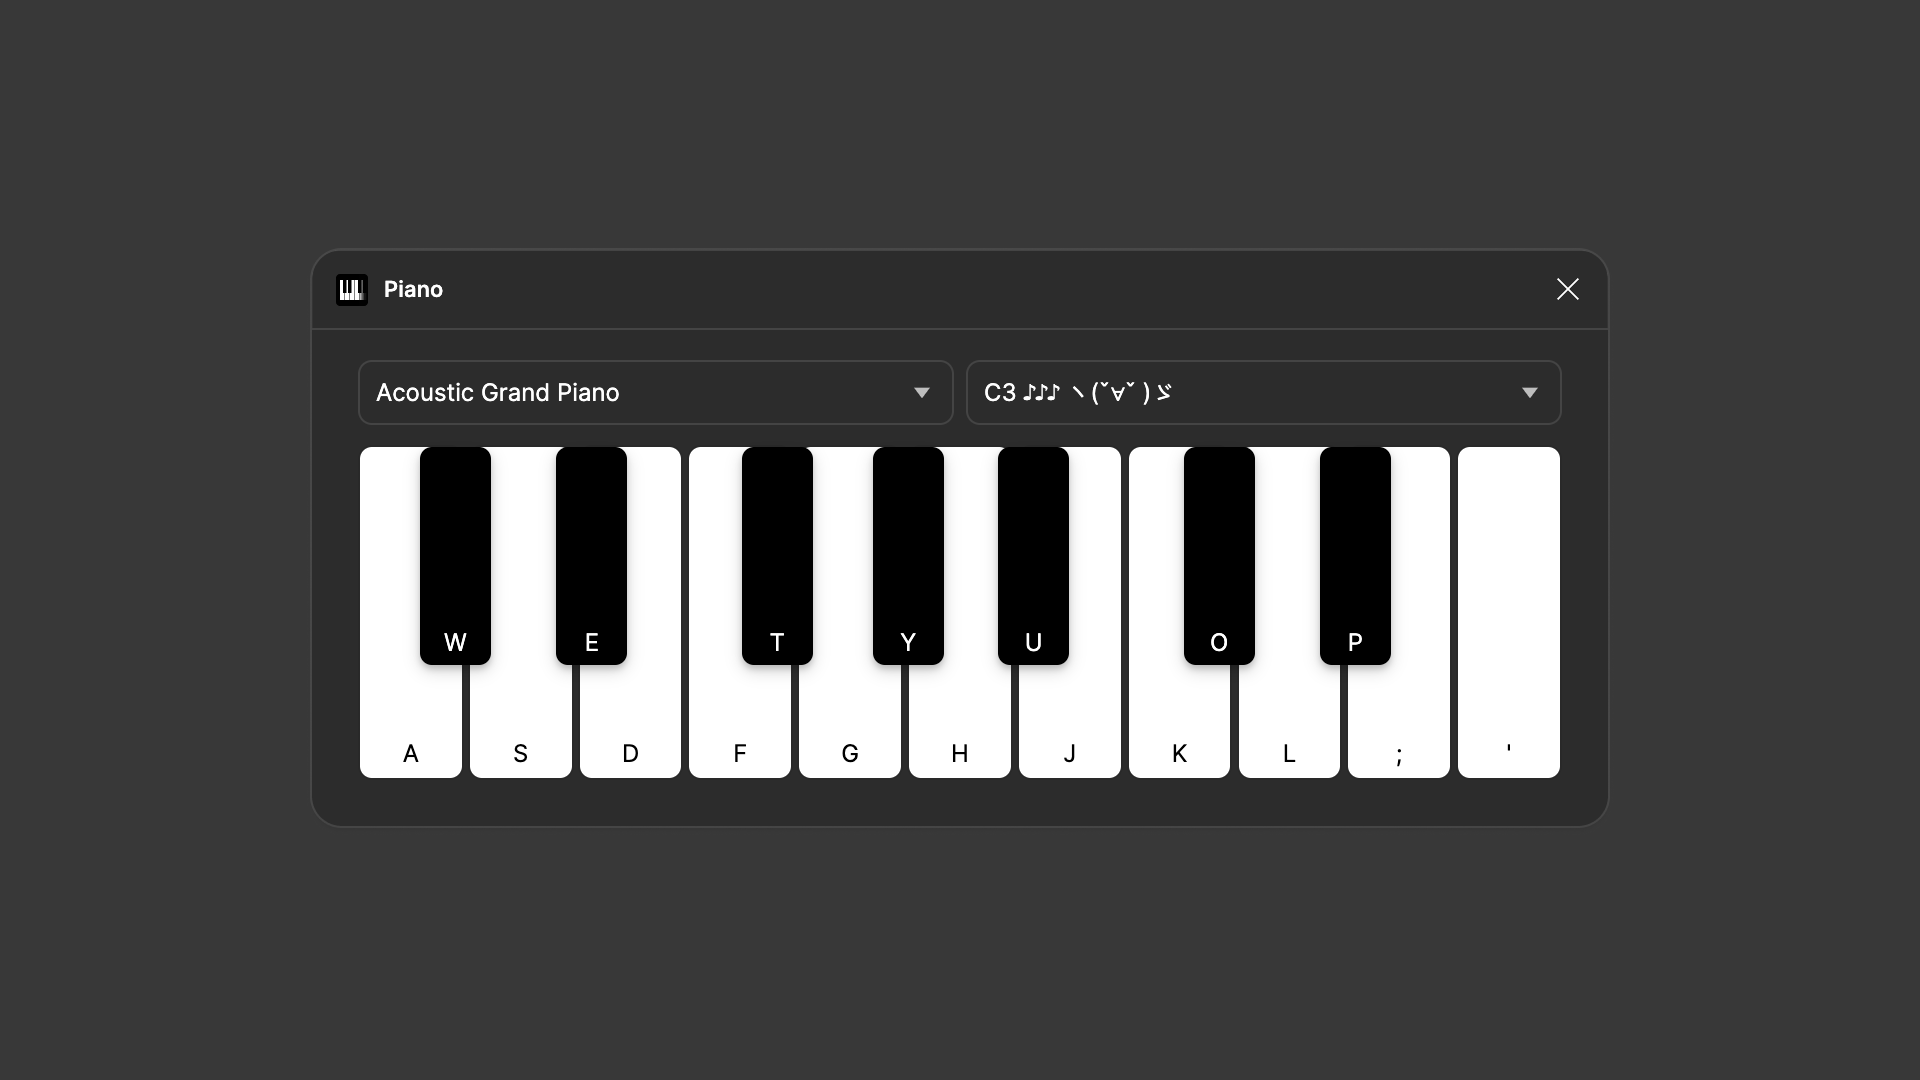 Piano
Acoustic Grand Piano
C3 ♪♪♪ ヽ(ˇ∀ˇ )ゞ
W E T Y U O P
A S D F G H J K L ; '